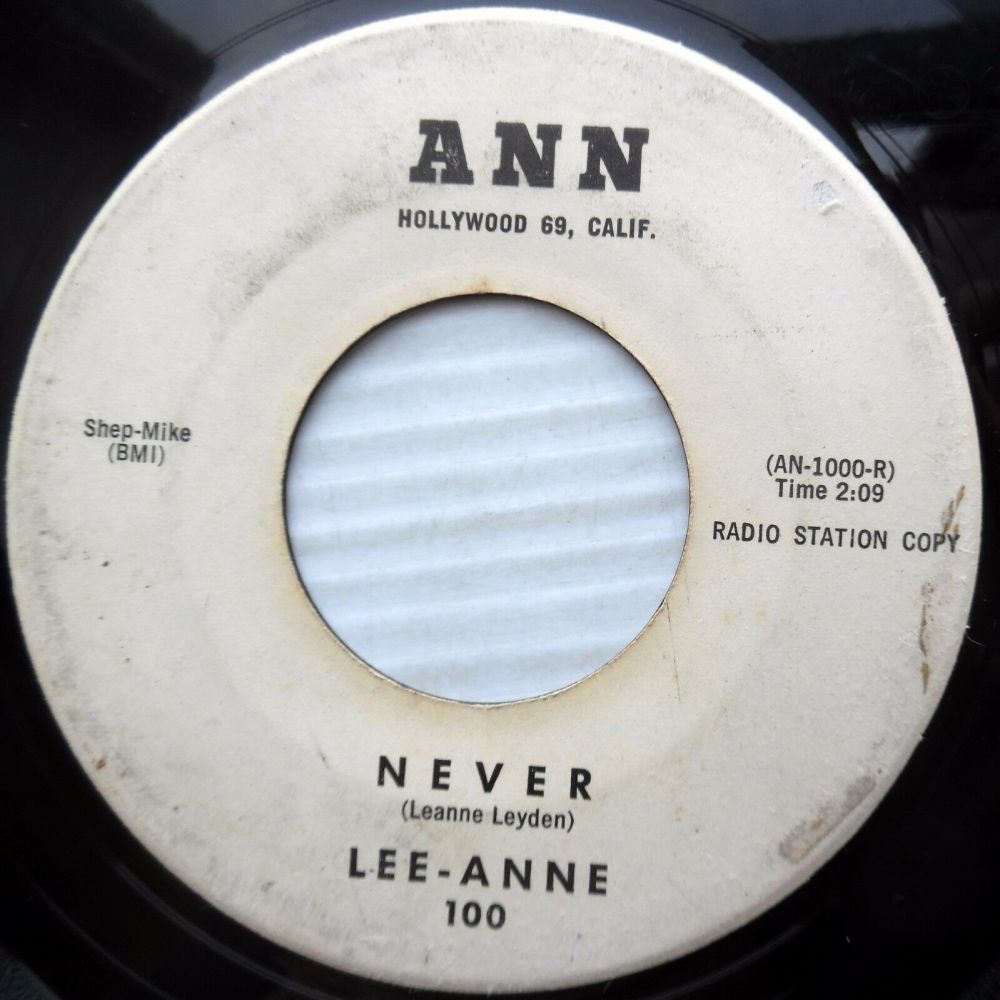 ANN
HOLLYWOOD 69, CALIF.
Shep-Mike
(BMI)
(AN-1000-R)
Time 2:09
RADIO STATION COPY
NEVER
(Leanne Leyden)
LEE-ANNE
100